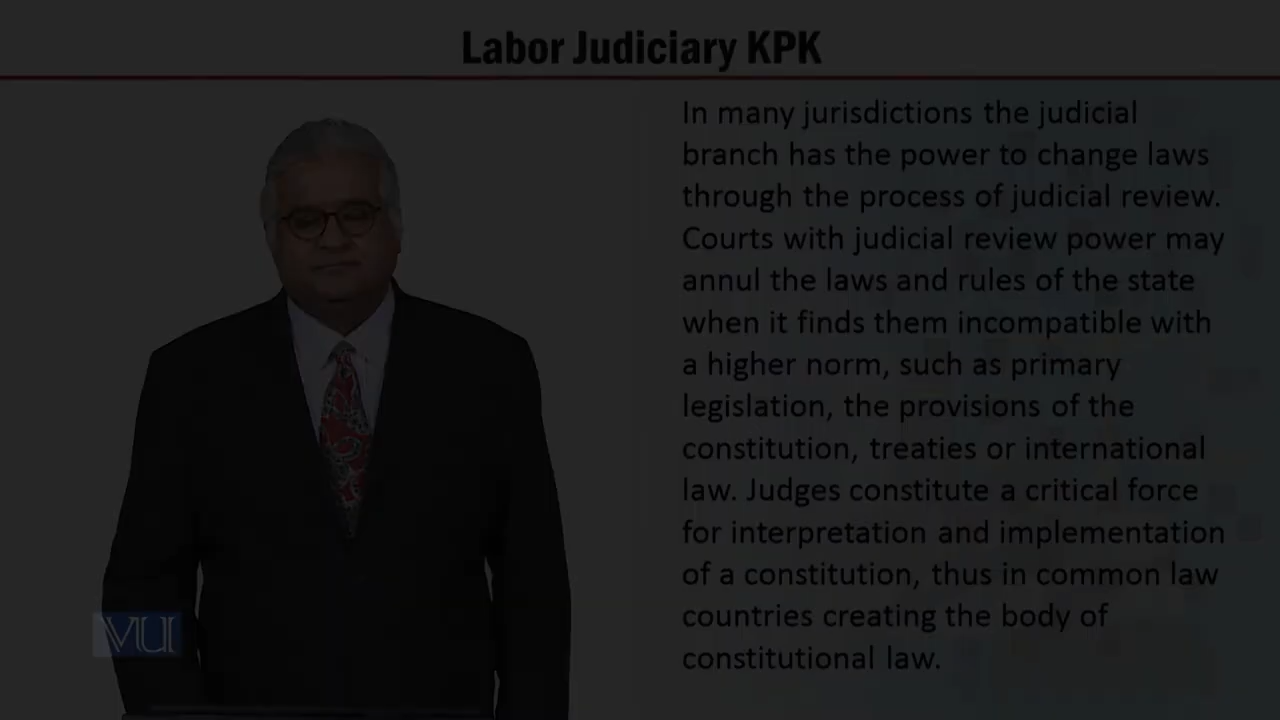 Labor Judiciary KPK
In many jurisdictions the judicial
branch has the power to change laws
through the process of judicial review.
Courts with judicial review power may
annul the laws and rules of the state
when it finds them incompatible with
a higher norm, such as primary
legislation, the provisions of the
constitution, treaties or international
law. Judges constitute a critical force
for interpretation and implementation
of a constitution, thus in common law
countries creating the body of
constitutional law.
VU